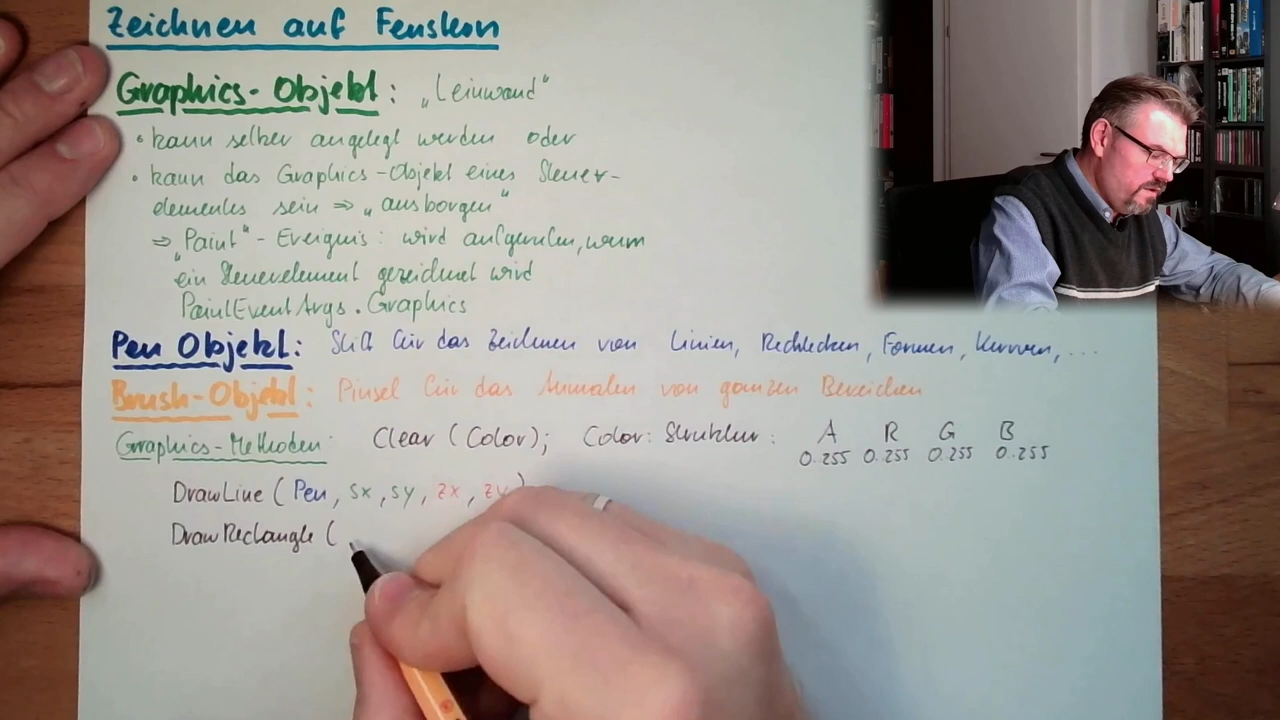 Zeichnen auf Fenstern
Graphics-Objekt: „Leinwand“
• kann selber angelegt werden oder
• kann das Graphics-Objekt eines Steuer-
elementes sein ⇒ „ausborgen“
⇒ „Paint“-Ereignis: wird aufgerufen, wenn
ein Steuerelement gezeichnet wird
PaintEventArgs.Graphics
Pen Objekt: Stift für das Zeichnen von Linien, Rechtecken, Formen, Kurven, ...
Brush-Objekt: Pinsel für das Ausmalen von ganzen Bereichen
Graphics-Methoden: Clear (Color); Color: Struktur: A R G B
0..255 0..255 0..255 0..255
DrawLine (Pen, sx, sy, zx, zy)
DrawRectangle (